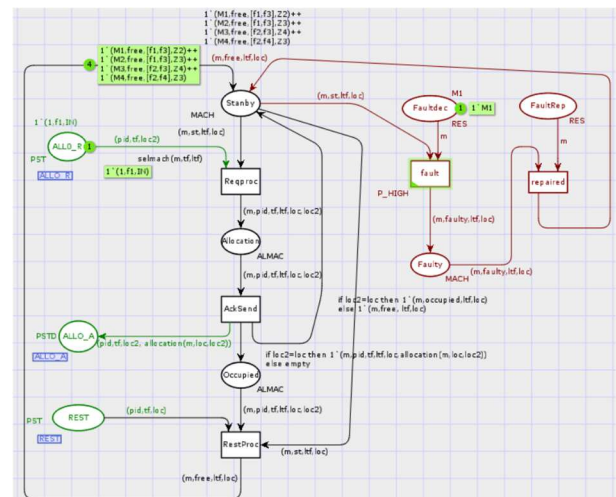 1`(M1,free,[f1,f3],Z2)++
1`(M2,free,[f1,f3],Z3)++
1`(M3,free,[f2,f3],Z4)++
1`(M4,free,[f2,f4],Z3)
4
1`(M1,free,[f1,f3],Z2)++
1`(M2,free,[f1,f3],Z3)++
1`(M3,free,[f2,f3],Z4)++
1`(M4,free,[f2,f4],Z3)
(m,free,ltf,loc)
Stanby
MACH
(m,st,ltf,loc)
M1
Faultdec
1
1`M1
RES
FaultRep
RES
m
m
1`(1,f1,IN)
ALLO_R
1
PST
ALLO_R
(pid,tf,loc2)
1`(1,f1,IN)
(m,st,ltf,loc)
selmach (m,tf,ltf)
Reqproc
fault
P_HIGH
repaired
(m,pid,tf,ltf,loc,loc2)
(m,faulty,ltf,loc)
Allocation
ALMAC
Faulty
MACH
(m,faulty,ltf,loc)
(m,pid,tf,ltf,loc,loc2)
if loc2=loc then 1`(m,occupied,ltf,loc)
else 1`(m,free, ltf,loc)
AckSend
PSTD
ALLO_A
ALLO_A
(pid,tf,loc2, allocation(m,loc,loc2))
if loc2=loc then 1`(m,pid,tf,ltf,loc,allocation(m,loc,loc2))
else empty
Occupied
ALMAC
PST
REST
REST
(pid,tf,loc)
(m,pid,tf,ltf,loc,loc2)
RestProc
(m,st,ltf,loc)
(m,free,ltf,loc)